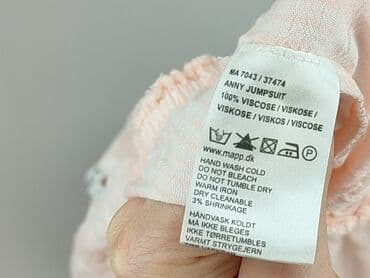 MA 7043 / 37474
ANNY JUMPSUIT
100% VISCOSE / VISKOSE /
VISKOSE / VISKOS / VISCOSE
P
www.mapp.dk
HAND WASH COLD
DO NOT BLEACH
DO NOT TUMBLE DRY
WARM IRON
DRY CLEANABLE
3% SHRINKAGE
HÅNDVASK KOLDT
MÅ IKKE BLEGES
IKKE TØRRETUMBLES
VARMT STRYGEJERN